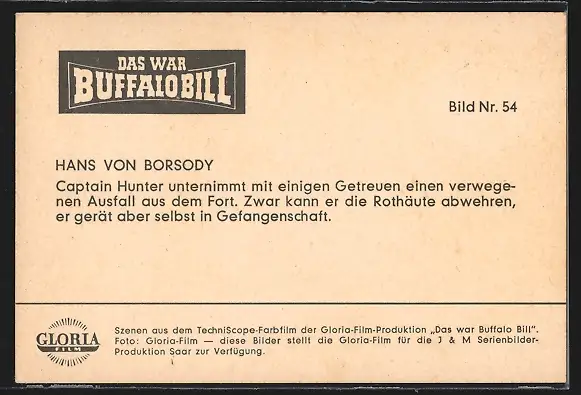 DAS WAR
BUFFALO BILL
Bild Nr. 54
HANS VON BORSODY
Captain Hunter unternimmt mit einigen Getreuen einen verwege-
nen Ausfall aus dem Fort. Zwar kann er die Rothäute abwehren,
er gerät aber selbst in Gefangenschaft.
GLORIA
FILM
Szenen aus dem TechniScope-Farbfilm der Gloria-Film-Produktion „Das war Buffalo Bill".
Foto: Gloria-Film — diese Bilder stellt die Gloria-Film für die J & M Serienbilder-
Produktion Saar zur Verfügung.